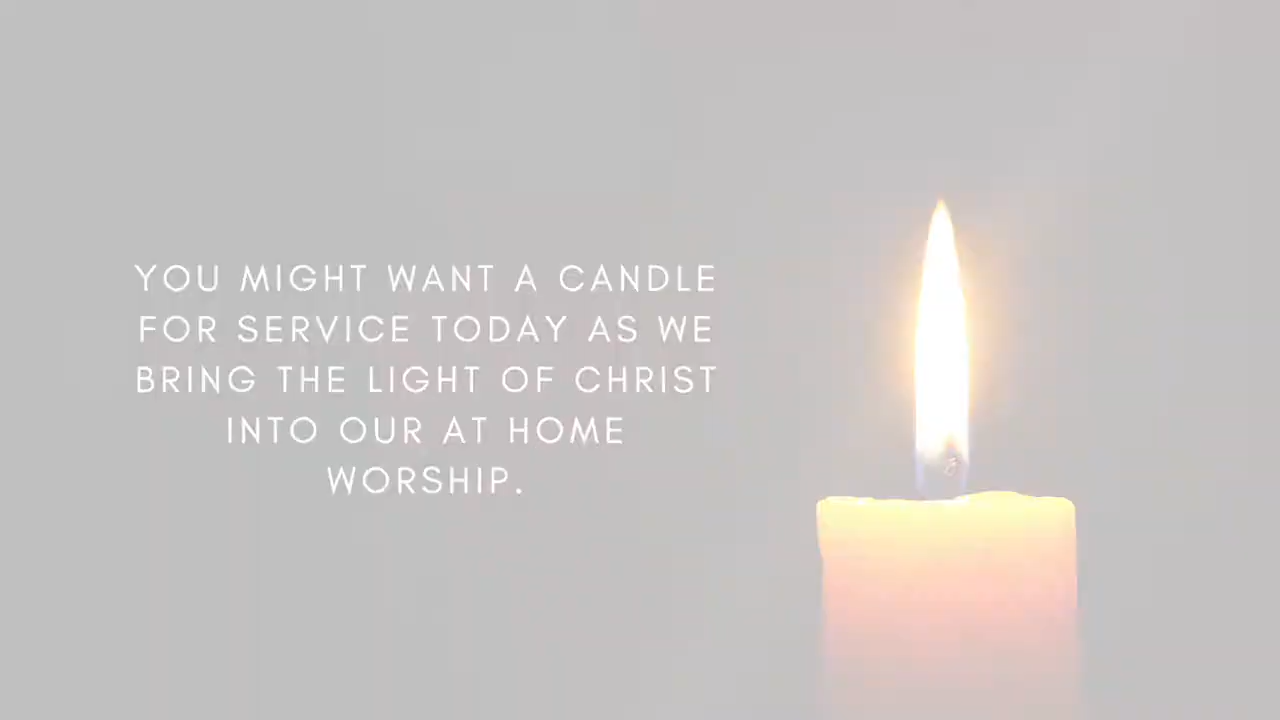 YOU MIGHT WANT A CANDLE
FOR SERVICE TODAY AS WE
BRING THE LIGHT OF CHRIST
INTO OUR AT HOME
WORSHIP.